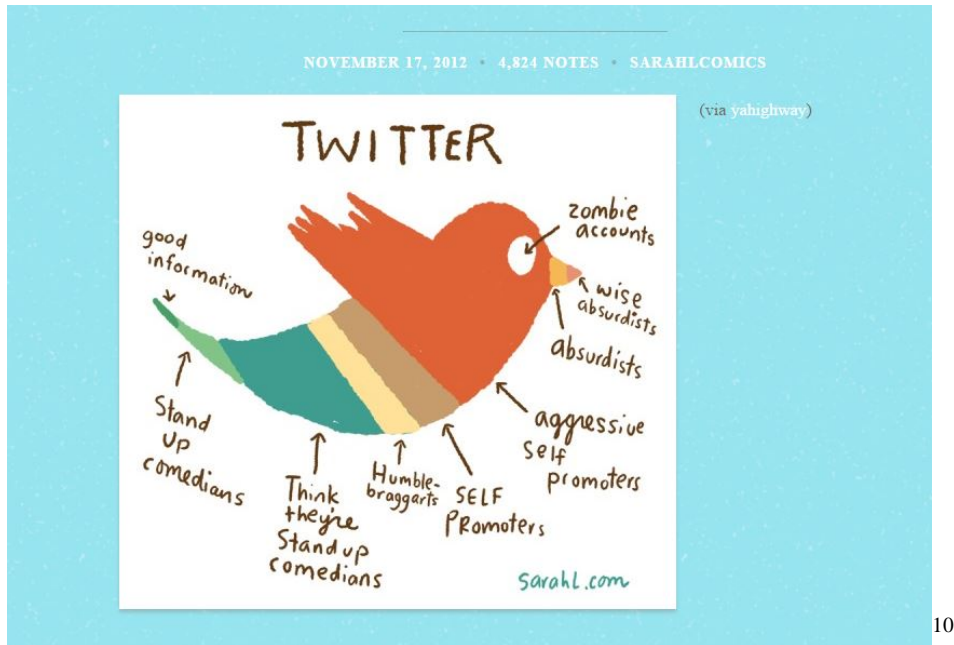 NOVEMBER 17, 2012 • 4,824 NOTES • SARAHLCOMICS
(via yahighway)
TWITTER
zombie
accounts
good
information
wise
absurdists
absurdists
Stand
up
comedians
aggressive
self
promoters
Think
they're
Stand up
comedians
Humble-
braggarts
SELF
PROMOTERS
sarahl.com
10